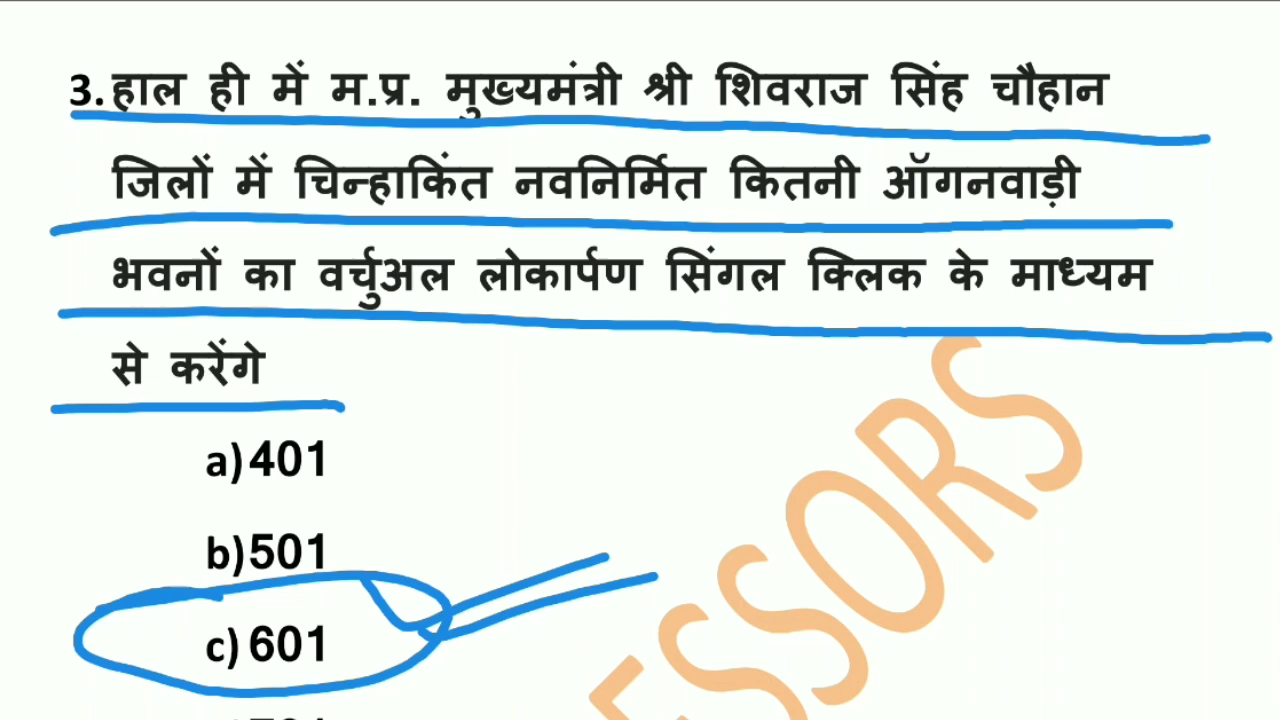 3. हाल ही में म.प्र. मुख्यमंत्री श्री शिवराज सिंह चौहान
जिलों में चिन्हाकिंत नवनिर्मित कितनी ऑगनवाड़ी
भवनों का वर्चुअल लोकार्पण सिंगल क्लिक के माध्यम
से करेंगे
a) 401
b) 501
c) 601
ESSORS